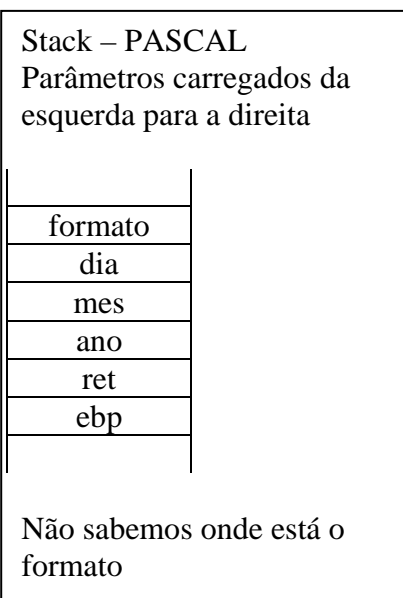 Stack – PASCAL
Parâmetros carregados da
esquerda para a direita
formato
dia
mes
ano
ret
ebp
Não sabemos onde está o
formato